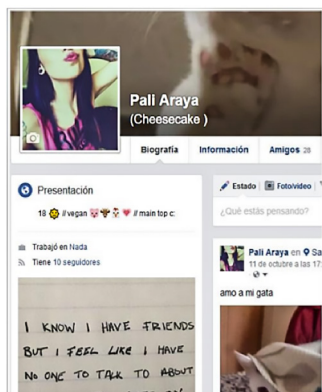 Pali Araya
(Cheesecake )
Biografía Información Amigos 28
Presentación
18 🌼 // vegan 🐷🐮🐔❤️ // main top c:
Trabajó en Nada
Tiene 10 seguidores
I KNOW I HAVE FRIENDS
BUT I FEEL LIKE I HAVE
NO ONE TO TALK TO ABOUT
Estado Foto/video
¿Qué estás pensando?
Pali Araya en
11 de octubre a las 17:
amo a mi gata